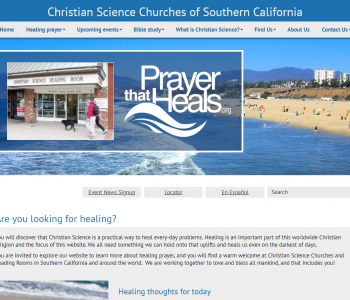 Christian Science Churches of Southern California
Home Healing prayer Upcoming events Bible study What is Christian Science? Find Us About Us Contact Us
CHRISTIAN SCIENCE READING ROOM
Prayer
that Heals.org
Event News Signup Locator En Español Search
Are you looking for healing?
You will discover that Christian Science is a practical way to heal every-day problems. Healing is an important part of this worldwide Christian
religion and the focus of this website. We all need something we can hold onto that uplifts and heals us even on the darkest of days.
You are invited to explore our website to learn more about healing prayer, and you will find a warm welcome at Christian Science Churches and
Reading Rooms in Southern California and around the world. We are working together to love and bless all mankind, and that includes you!
Healing thoughts for today